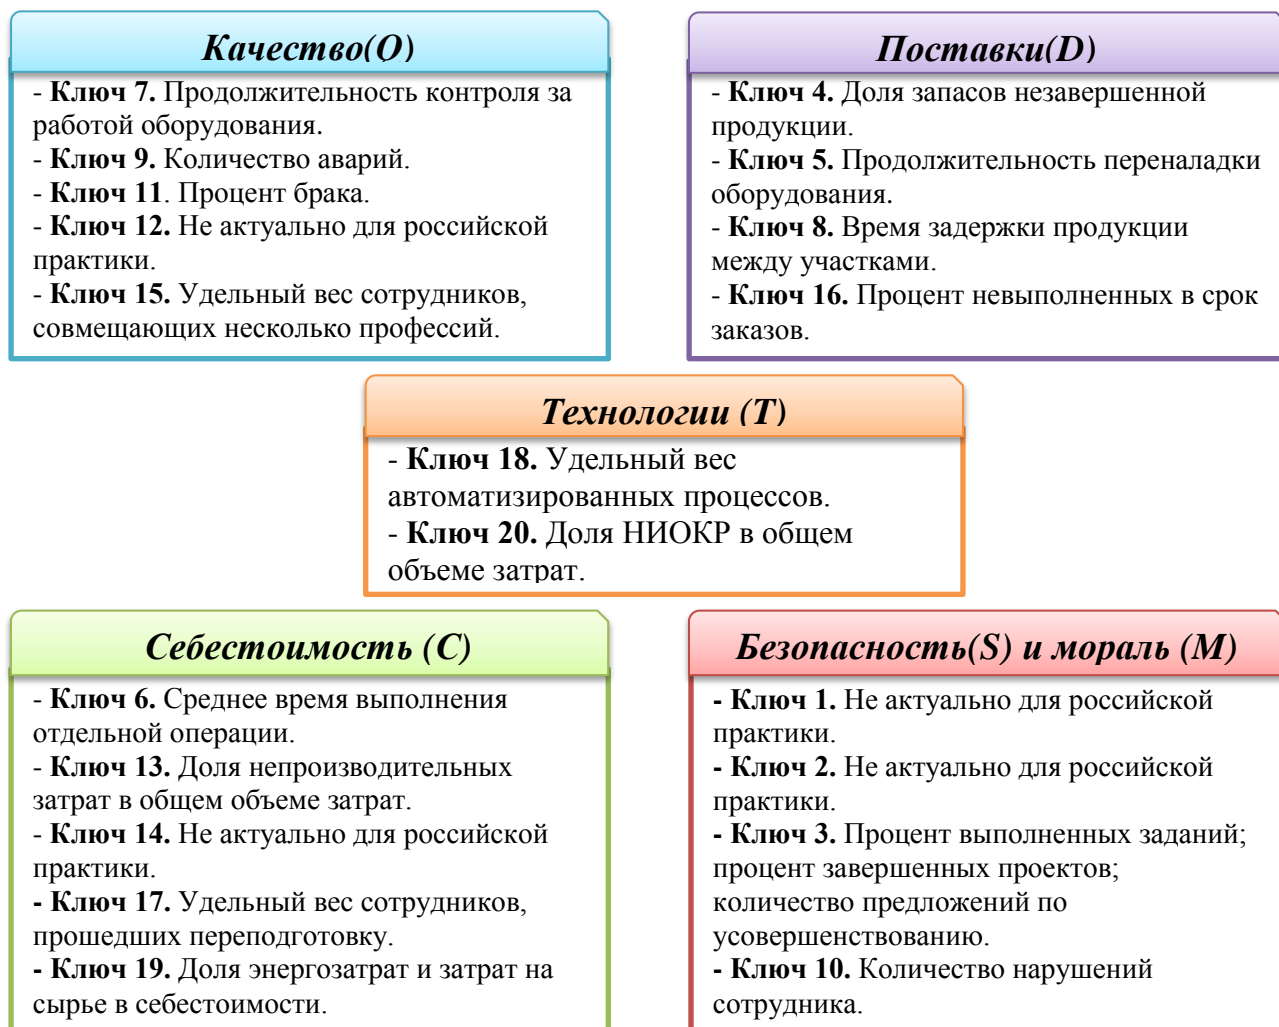 Качество(О)
- Ключ 7. Продолжительность контроля за
работой оборудования.
- Ключ 9. Количество аварий.
- Ключ 11. Процент брака.
- Ключ 12. Не актуально для российской
практики.
- Ключ 15. Удельный вес сотрудников,
совмещающих несколько профессий.
Поставки(D)
- Ключ 4. Доля запасов незавершенной
продукции.
- Ключ 5. Продолжительность переналадки
оборудования.
- Ключ 8. Время задержки продукции
между участками.
- Ключ 16. Процент невыполненных в срок
заказов.
Технологии (Т)
- Ключ 18. Удельный вес
автоматизированных процессов.
- Ключ 20. Доля НИОКР в общем
объеме затрат.
Себестоимость (С)
- Ключ 6. Среднее время выполнения
отдельной операции.
- Ключ 13. Доля непроизводительных
затрат в общем объеме затрат.
- Ключ 14. Не актуально для российской
практики.
- Ключ 17. Удельный вес сотрудников,
прошедших переподготовку.
- Ключ 19. Доля энергозатрат и затрат на
сырье в себестоимости.
Безопасность(S) и мораль (М)
- Ключ 1. Не актуально для российской
практики.
- Ключ 2. Не актуально для российской
практики.
- Ключ 3. Процент выполненных заданий;
процент завершенных проектов;
количество предложений по
усовершенствованию.
- Ключ 10. Количество нарушений
сотрудника.